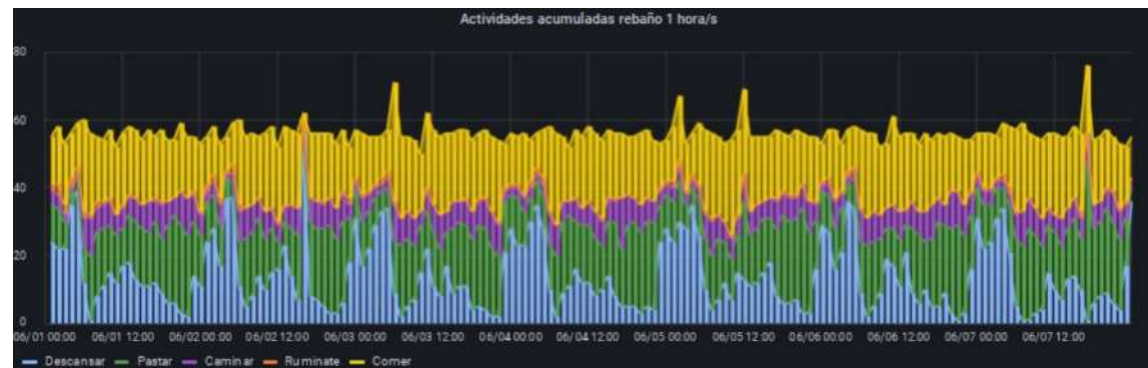 Actividades acumuladas rebaño 1 hora/s
80
60
40
20
0
06/01 00:00 06/01 12:00 06/02 00:00 06/02 12:00 06/03 00:00 06/03 12:00 06/04 00:00 06/04 12:00 06/05 00:00 06/05 12:00 06/06 00:00 06/06 12:00 06/07 00:00 06/07 12:00
Descansar Pastar Caminar Ruminate Comer